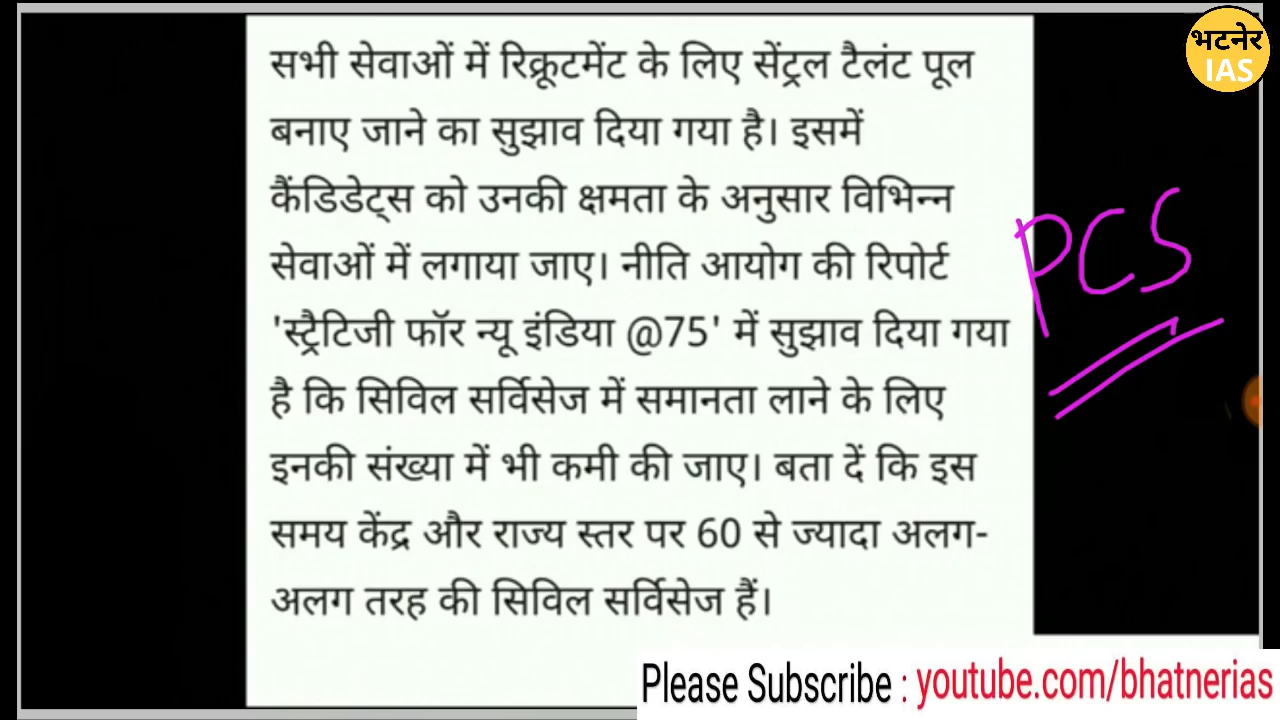 भटनेर
IAS
सभी सेवाओं में रिक्रूटमेंट के लिए सेंट्रल टैलंट पूल
बनाए जाने का सुझाव दिया गया है। इसमें
कैंडिडेट्स को उनकी क्षमता के अनुसार विभिन्न
सेवाओं में लगाया जाए। नीति आयोग की रिपोर्ट
'स्ट्रैटिजी फॉर न्यू इंडिया @75' में सुझाव दिया गया
है कि सिविल सर्विसेज में समानता लाने के लिए
इनकी संख्या में भी कमी की जाए। बता दें कि इस
समय केंद्र और राज्य स्तर पर 60 से ज्यादा अलग-
अलग तरह की सिविल सर्विसेज हैं।
PCS
Please Subscribe : youtube.com/bhatnerias